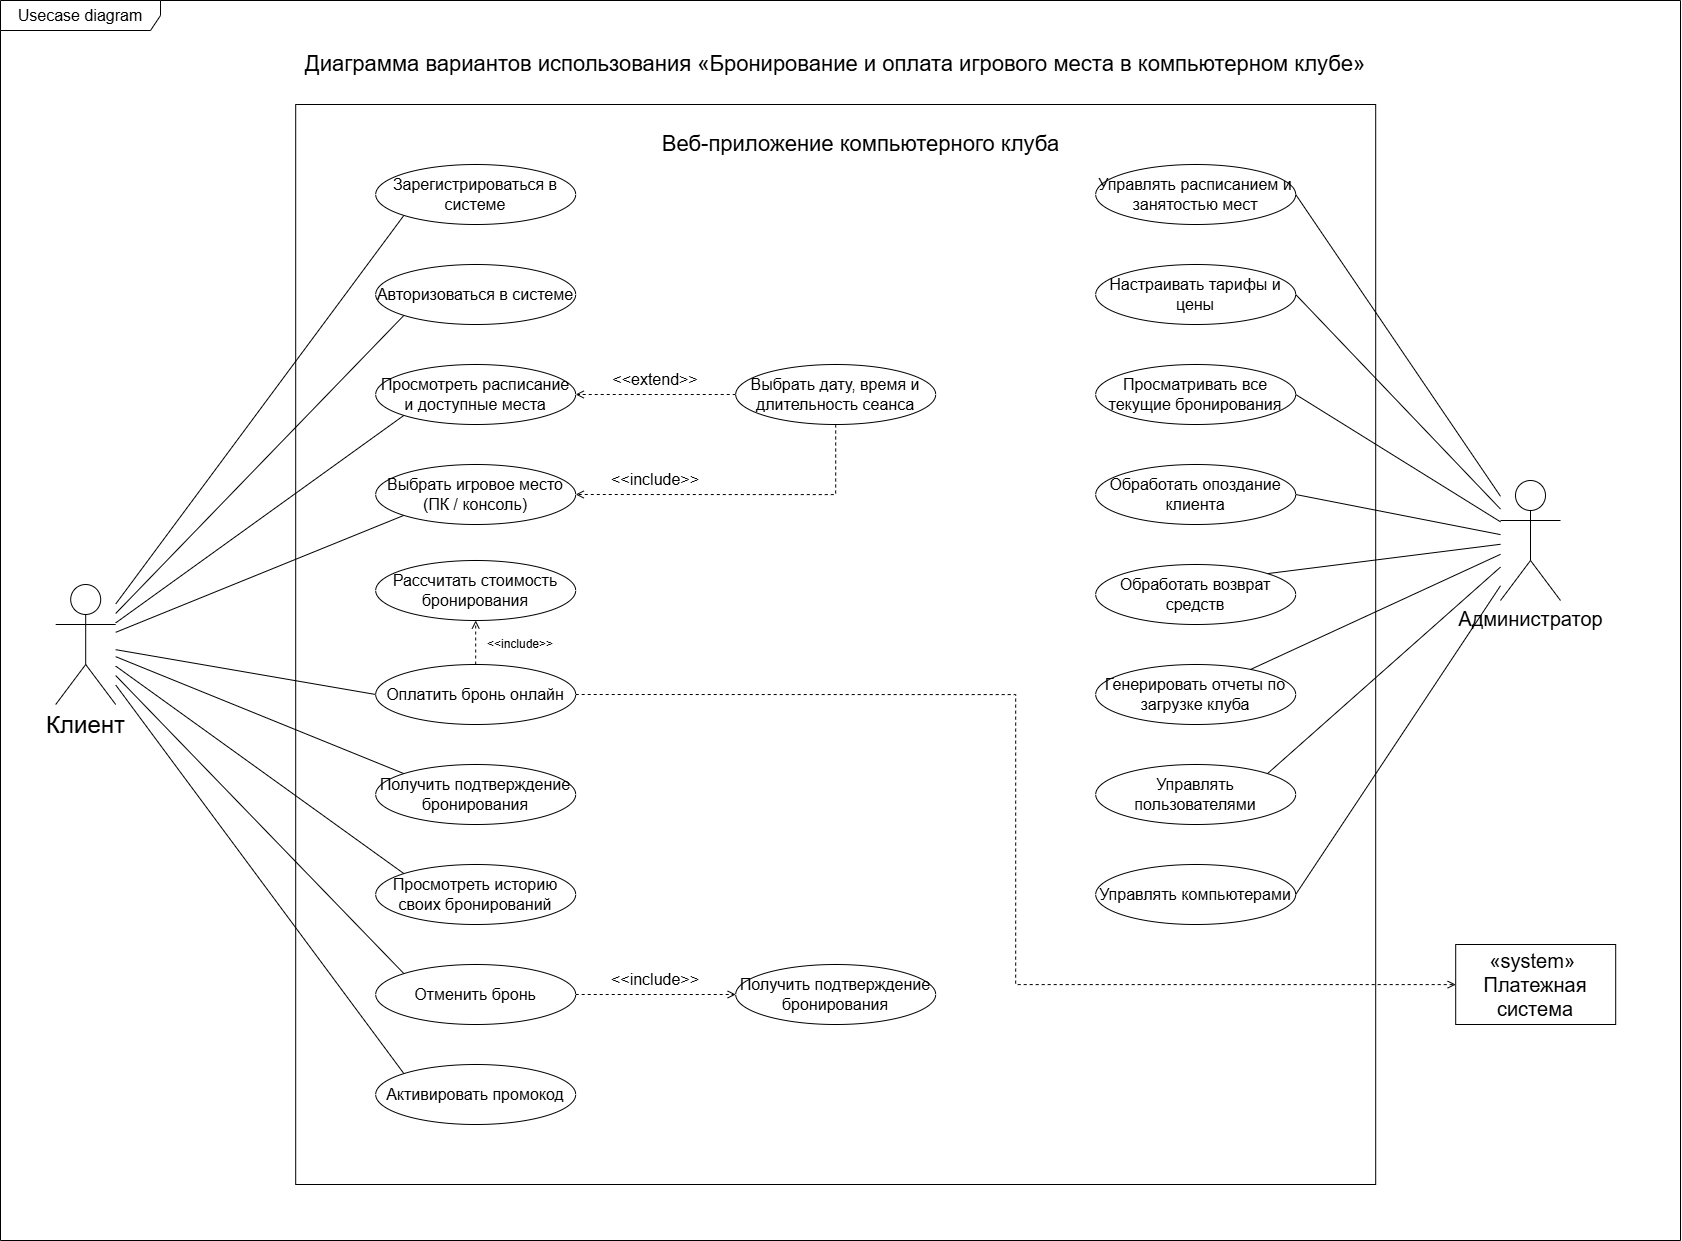 Usecase diagram
Диаграмма вариантов использования «Бронирование и оплата игрового места в компьютерном клубе»
Веб-приложение компьютерного клуба
Зарегистрироваться в
системе
Управлять расписанием и
занятостью мест
Авторизоваться в системе
Настраивать тарифы и
цены
Просмотреть расписание
и доступные места
<<extend>>
Выбрать дату, время и
длительность сеанса
Просматривать все
текущие бронирования
Выбрать игровое место
(ПК / консоль)
<<include>>
Обработать опоздание
клиента
Рассчитать стоимость
бронирования
Обработать возврат
средств
Администратор
<<include>>
Оплатить бронь онлайн
Генерировать отчеты по
загрузке клуба
Клиент
Получить подтверждение
бронирования
Управлять
пользователями
Просмотреть историю
своих бронирований
Управлять компьютерами
Отменить бронь
<<include>>
Получить подтверждение
бронирования
«system»
Платежная
система
Активировать промокод